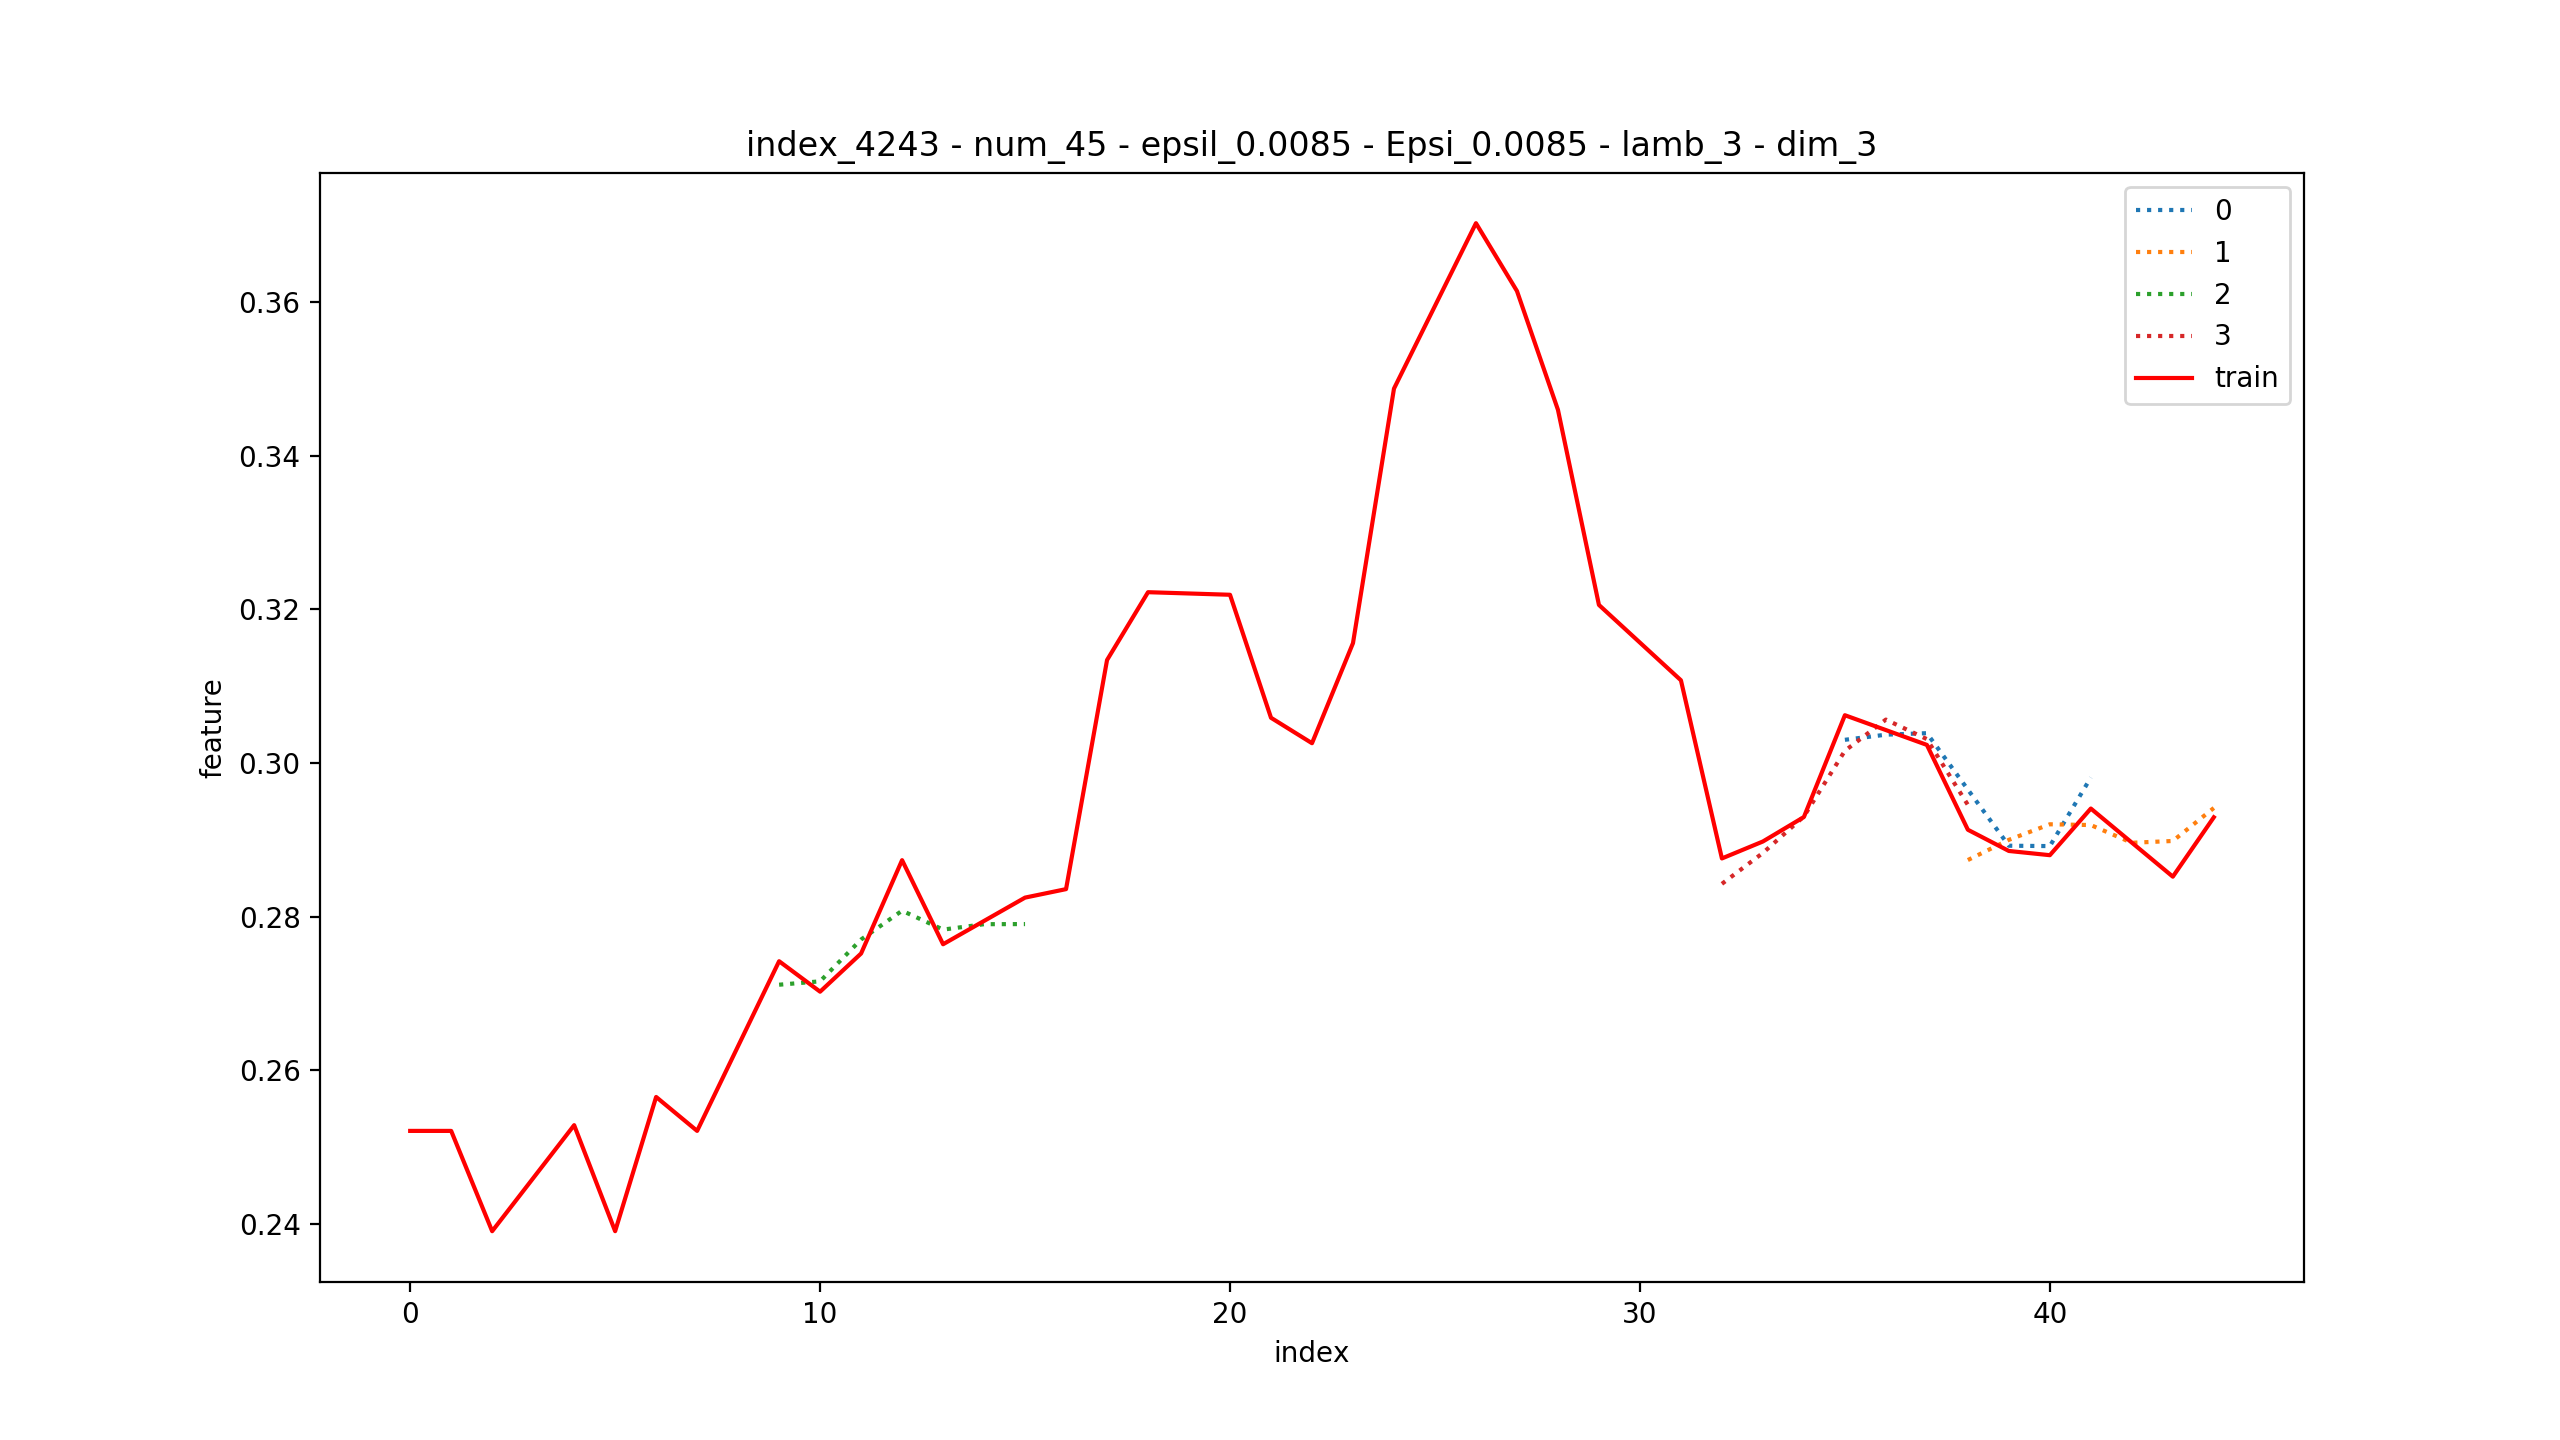 index_4243 - num_45 - epsil_0.0085 - Epsi_0.0085 - lamb_3 - dim_3
0
1
2
3
train
0.36
0.34
0.32
0.30
0.28
0.26
0.24
feature
0 10 20 30 40
index